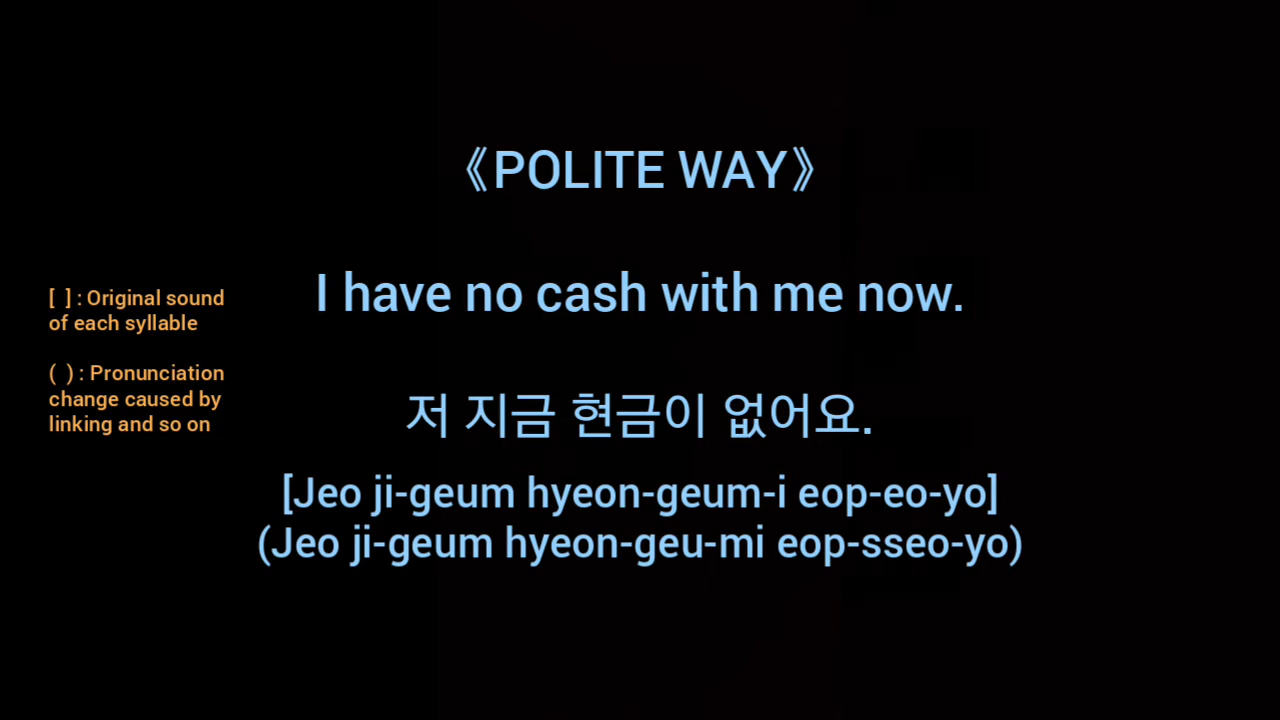 《POLITE WAY》
I have no cash with me now.
[ ] : Original sound
of each syllable
( ) : Pronunciation
change caused by
linking and so on
저 지금 현금이 없어요.
[Jeo ji-geum hyeon-geum-i eop-eo-yo]
(Jeo ji-geum hyeon-geu-mi eop-sseo-yo)